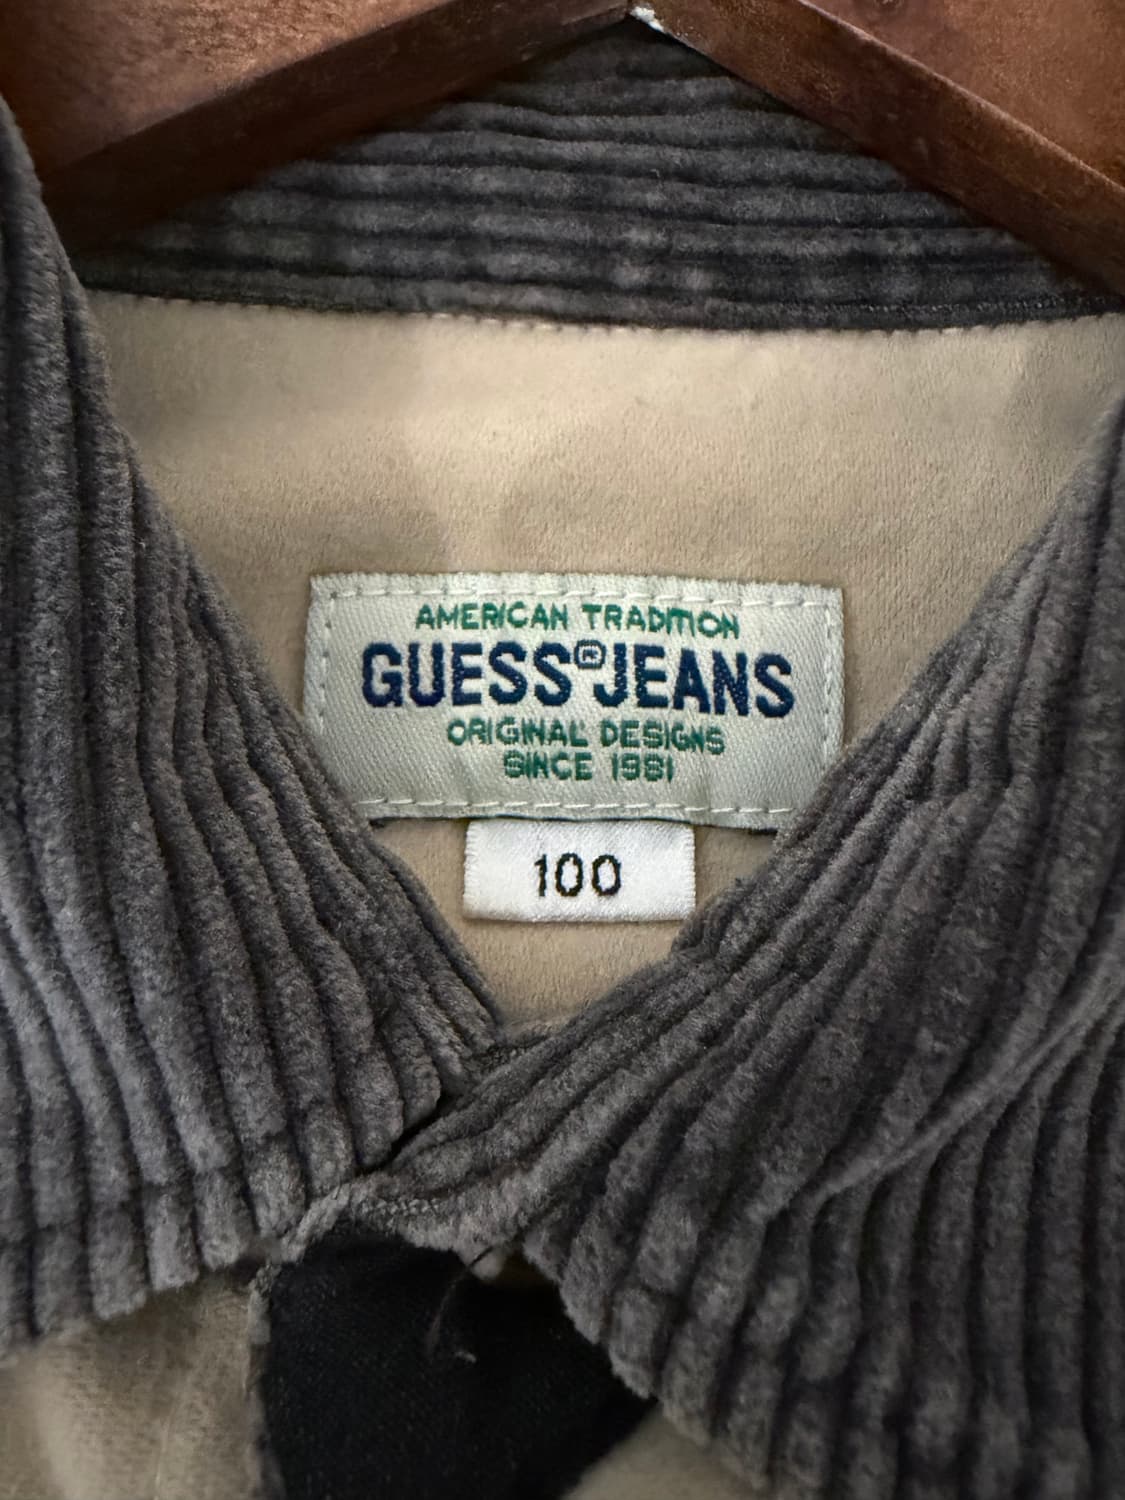 AMERICAN TRADITION
GUESS®JEANS
ORIGINAL DESIGNS
SINCE 1981
100